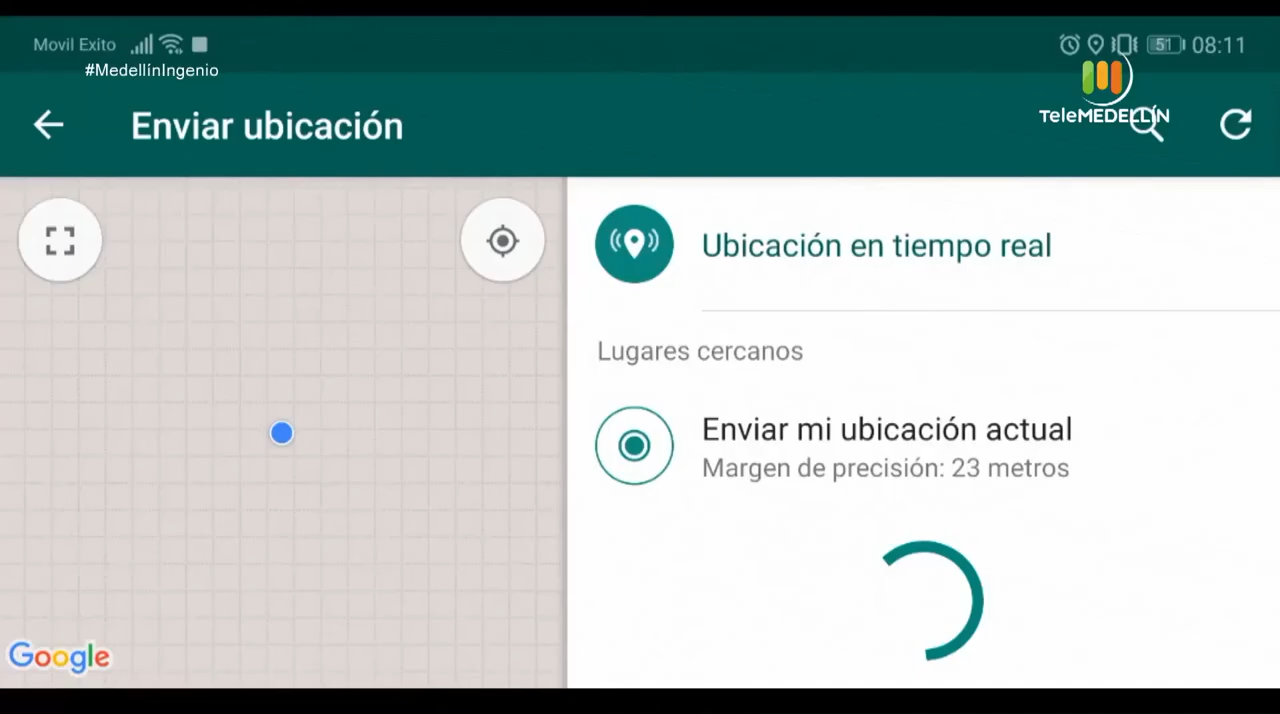 Movil Exito
51
08:11
#MedellínIngenio
TeleMEDELLÍN
Enviar ubicación
Ubicación en tiempo real
Lugares cercanos
Enviar mi ubicación actual
Margen de precisión: 23 metros
Google